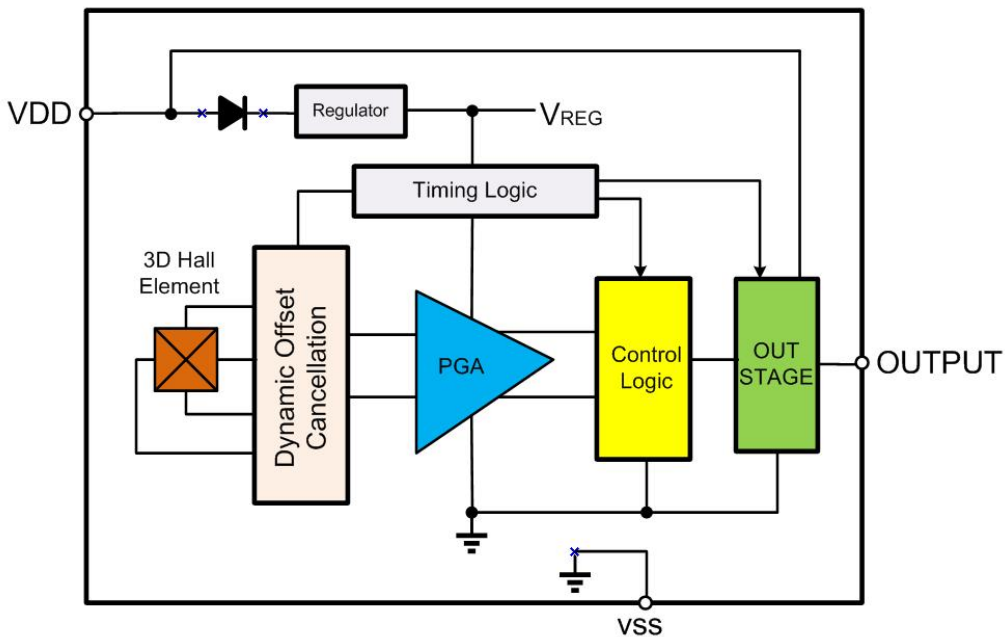 VDD
Regulator
VREG
Timing Logic
3D Hall
Element
Dynamic Offset
Cancellation
PGA
Control
Logic
OUT
STAGE
OUTPUT
VSS